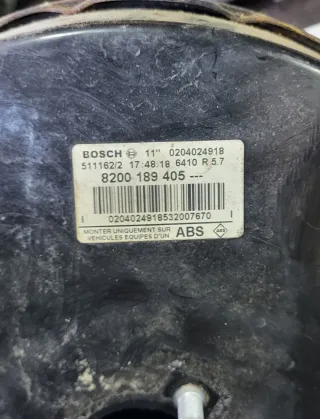 BOSCH 11" 0204024918
511162/2 17:48:18 6410 R 5.7
8200 189 405 ---
I 0204024918532007670 I
MONTER UNIQUEMENT SUR
VEHICULES EQUIPES D'UN ABS ABS